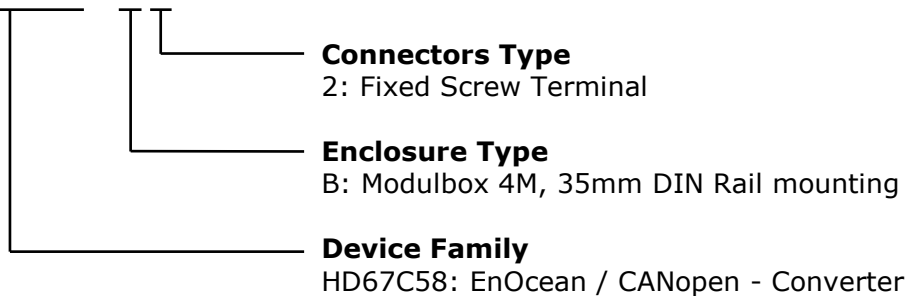 Connectors Type
2: Fixed Screw Terminal
Enclosure Type
B: Modulbox 4M, 35mm DIN Rail mounting
Device Family
HD67C58: EnOcean / CANopen - Converter